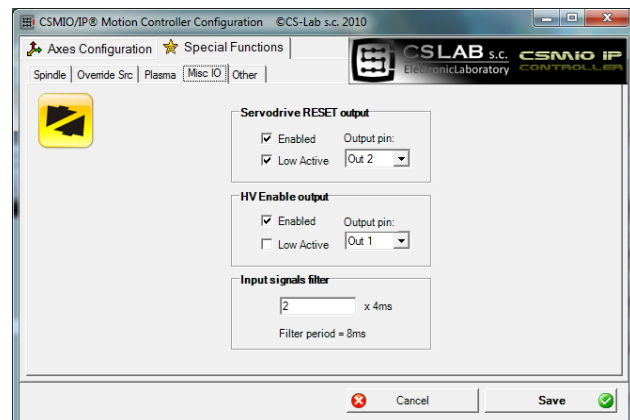 CSMIO/IP® Motion Controller Configuration ©CS-Lab s.c. 2010
Axes Configuration Special Functions
CSLAB s.c. CSMIO IP
ElectronicLaboratory CONTROLLER
Spindle Override Src Plasma Misc IO Other
Servodrive RESET output
Enabled Output pin:
Low Active Out 2
HV Enable output
Enabled Output pin:
Low Active Out 1
Input signals filter
2 x 4ms
Filter period = 8ms
Cancel Save